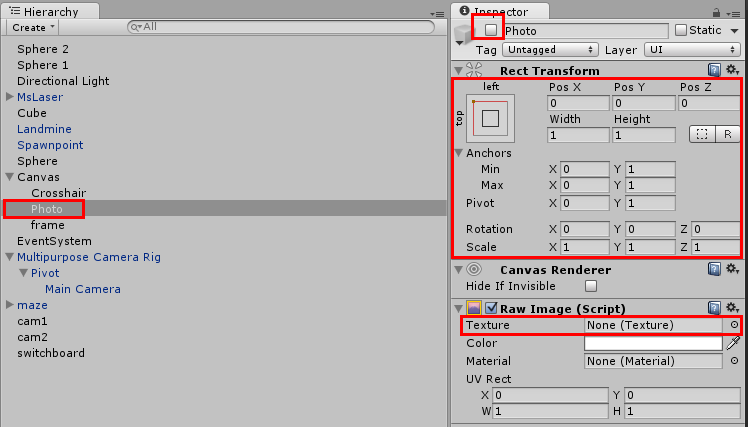 Hierarchy
Create
All
Sphere 2
Sphere 1
Directional Light
MsLaser
Cube
Landmine
Spawnpoint
Sphere
Canvas
Crosshair
Photo
frame
EventSystem
Multipurpose Camera Rig
Pivot
Main Camera
maze
cam1
cam2
switchboard
Inspector
Photo Static
Tag Untagged Layer UI
Rect Transform
left Pos X Pos Y Pos Z
top 0 0 0
Width Height
1 1 R
Anchors
Min X 0 Y 1
Max X 0 Y 1
Pivot X 0 Y 1
Rotation X 0 Y 0 Z 0
Scale X 1 Y 1 Z 1
Canvas Renderer
Hide If Invisible
Raw Image (Script)
Texture None (Texture)
Color
Material None (Material)
UV Rect
X 0 Y 0
W 1 H 1